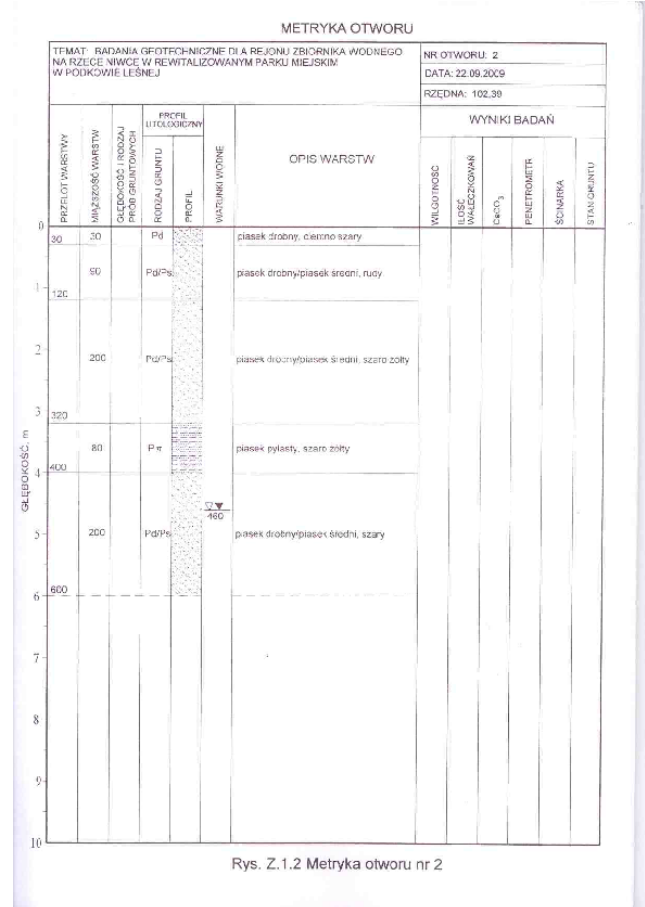 METRYKA OTWORU
TEMAT: BADANIA GEOTECHNICZNE DLA REJONU ZBIORNIKA WODNEGO
NA RZECE NIWCE W REWITALIZOWANYM PARKU MIEJSKIM
W PODKOWIE LEŚNEJ
NR OTWORU: 2
DATA: 22.09.2009
RZĘDNA: 102,39
PRZELOT WARSTWY
MIĄŻSZOŚĆ WARSTW
GŁĘBOKOŚĆ I RODZAJ
PRÓB GRUNTOWYCH
PROFIL
LITOLOGICZNY
RODZAJ GRUNTU
PROFIL
WARUNKI WODNE
OPIS WARSTW
WYNIKI BADAŃ
WILGOTNOŚĆ
ILOŚĆ
WAŁECZKOWAŃ
CaCO3
PENETROMETR
ŚCINARKA
STAN GRUNTU
GŁĘBOKOŚĆ, m
0
30 30 Pd piasek drobny, ciemno szary
90 Pd/Ps piasek drobny/piasek średni, rudy
1
120
2
200 Pd/Ps piasek drobny/piasek średni, szaro żółty
3
320
80 Pπ piasek pylasty, szaro żółty
4
400
460
5
200 Pd/Ps piasek drobny/piasek średni, szary
6
600
7
8
9
10
Rys. Z.1.2 Metryka otworu nr 2